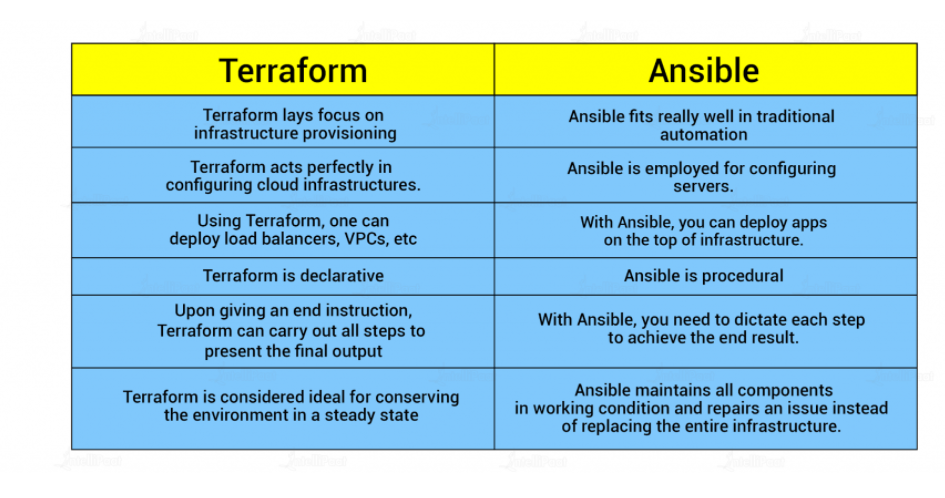 Terraform
Ansible
Terraform lays focus on
infrastructure provisioning
Ansible fits really well in traditional
automation
Terraform acts perfectly in
configuring cloud infrastructures.
Ansible is employed for configuring
servers.
Using Terraform, one can
deploy load balancers, VPCs, etc
With Ansible, you can deploy apps
on the top of infrastructure.
Terraform is declarative
Ansible is procedural
Upon giving an end instruction,
Terraform can carry out all steps to
present the final output
With Ansible, you need to dictate each step
to achieve the end result.
Terraform is considered ideal for conserving
the environment in a steady state
Ansible maintains all components
in working condition and repairs an issue instead
of replacing the entire infrastructure.